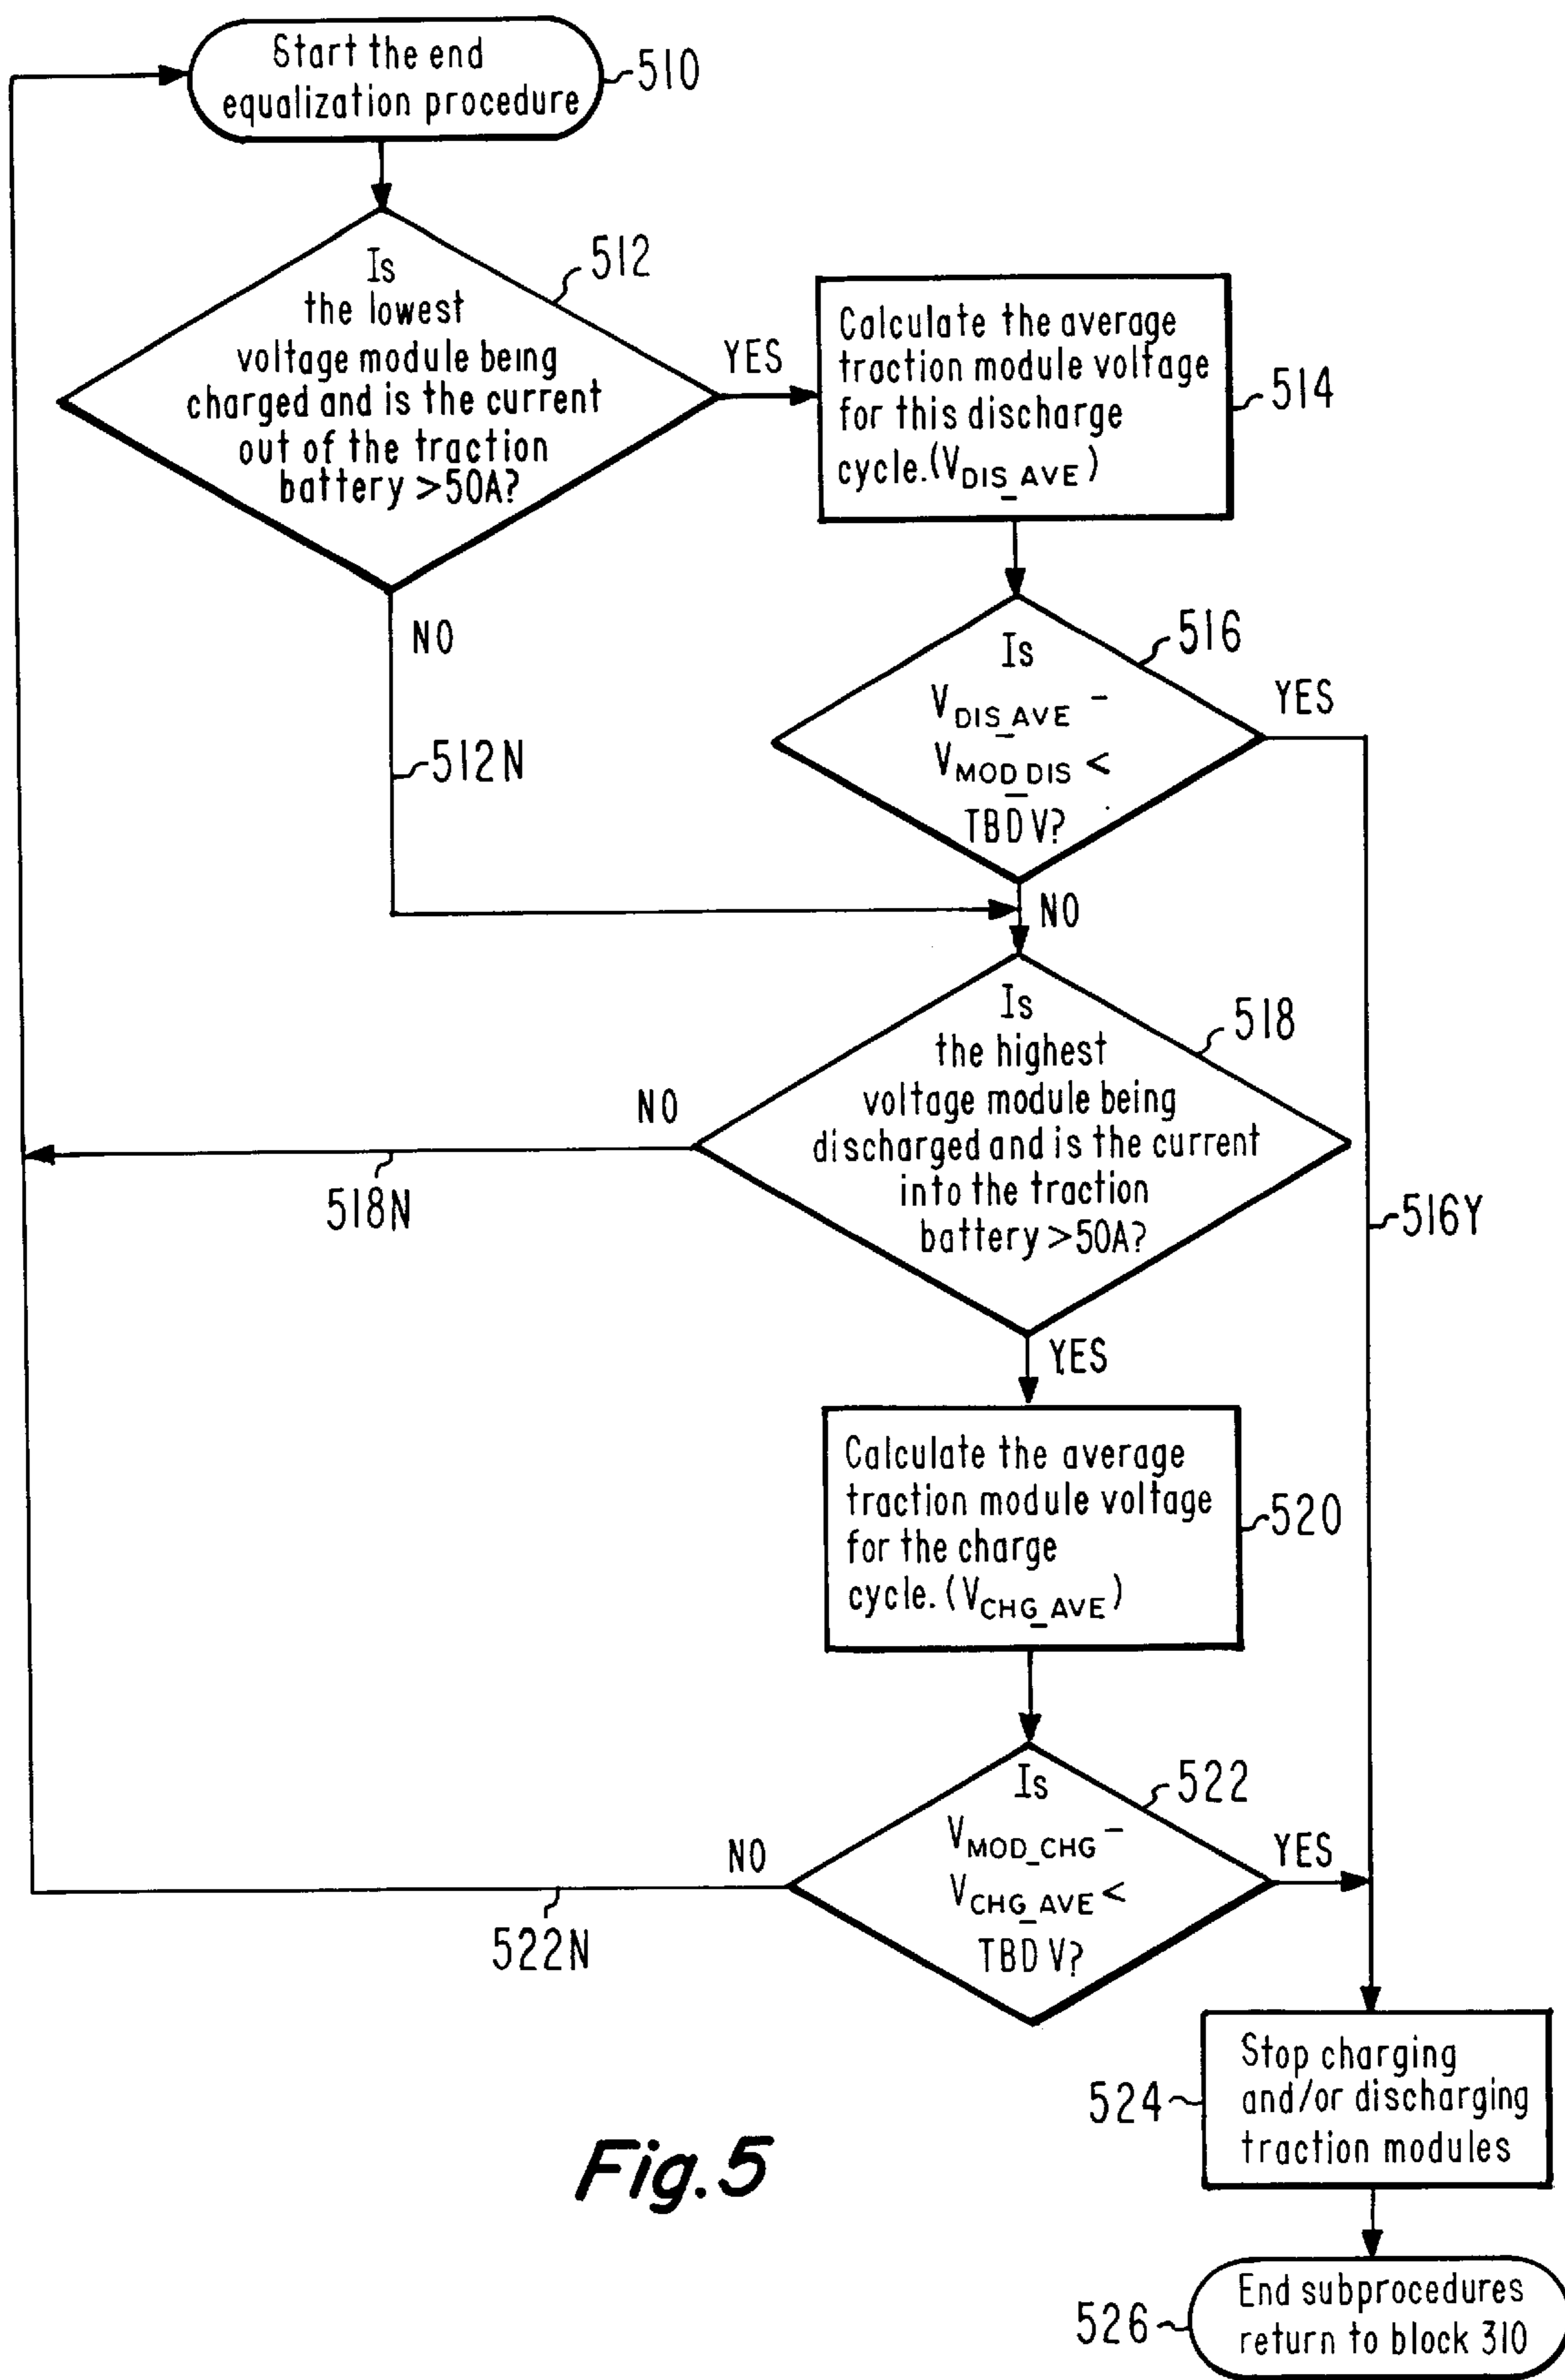 Start the end
equalization procedure
510
Is
the lowest
voltage module being
charged and is the current
out of the traction
battery >50A?
512
YES
NO
512N
Calculate the average
traction module voltage
for this discharge
cycle.(VDIS_AVE)
514
Is
VDIS_AVE -
VMOD_DIS <
TBD V?
516
YES
NO
516Y
Is
the highest
voltage module being
discharged and is the current
into the traction
battery >50A?
518
NO
518N
YES
Calculate the average
traction module voltage
for the charge
cycle.(VCHG_AVE)
520
Is
VMOD_CHG -
VCHG_AVE <
TBD V?
522
NO
522N
YES
Stop charging
and/or discharging
traction modules
524
End subprocedures
return to block 310
526
Fig.5